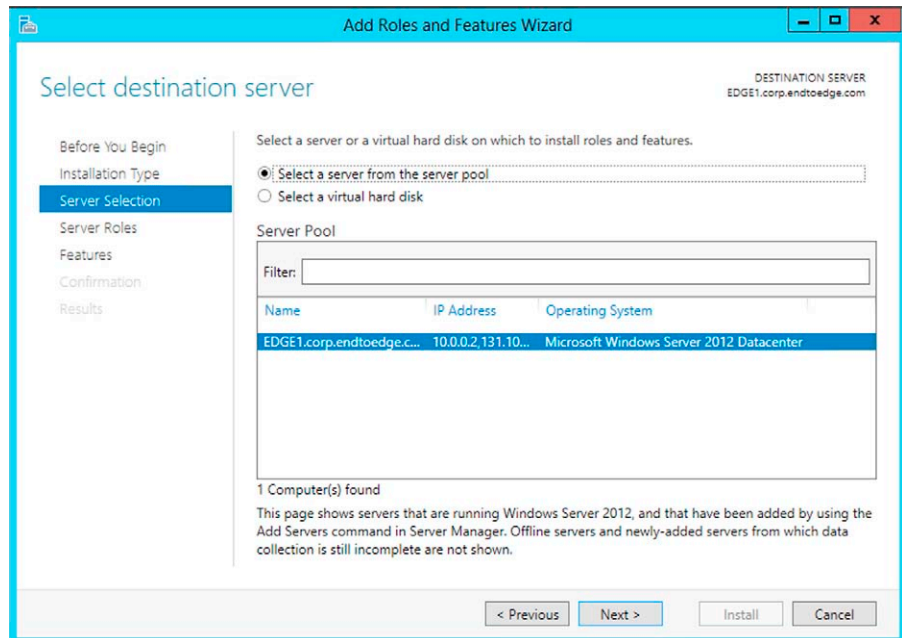 Add Roles and Features Wizard
Select destination server
DESTINATION SERVER
EDGE1.corp.endtoedge.com
Before You Begin
Installation Type
Server Selection
Server Roles
Features
Confirmation
Results
Select a server or a virtual hard disk on which to install roles and features.
Select a server from the server pool
Select a virtual hard disk
Server Pool
Filter:
Name IP Address Operating System
EDGE1.corp.endtoedge.c... 10.0.0.2,131.10... Microsoft Windows Server 2012 Datacenter
1 Computer(s) found
This page shows servers that are running Windows Server 2012, and that have been added by using the
Add Servers command in Server Manager. Offline servers and newly-added servers from which data
collection is still incomplete are not shown.
< Previous Next > Install Cancel